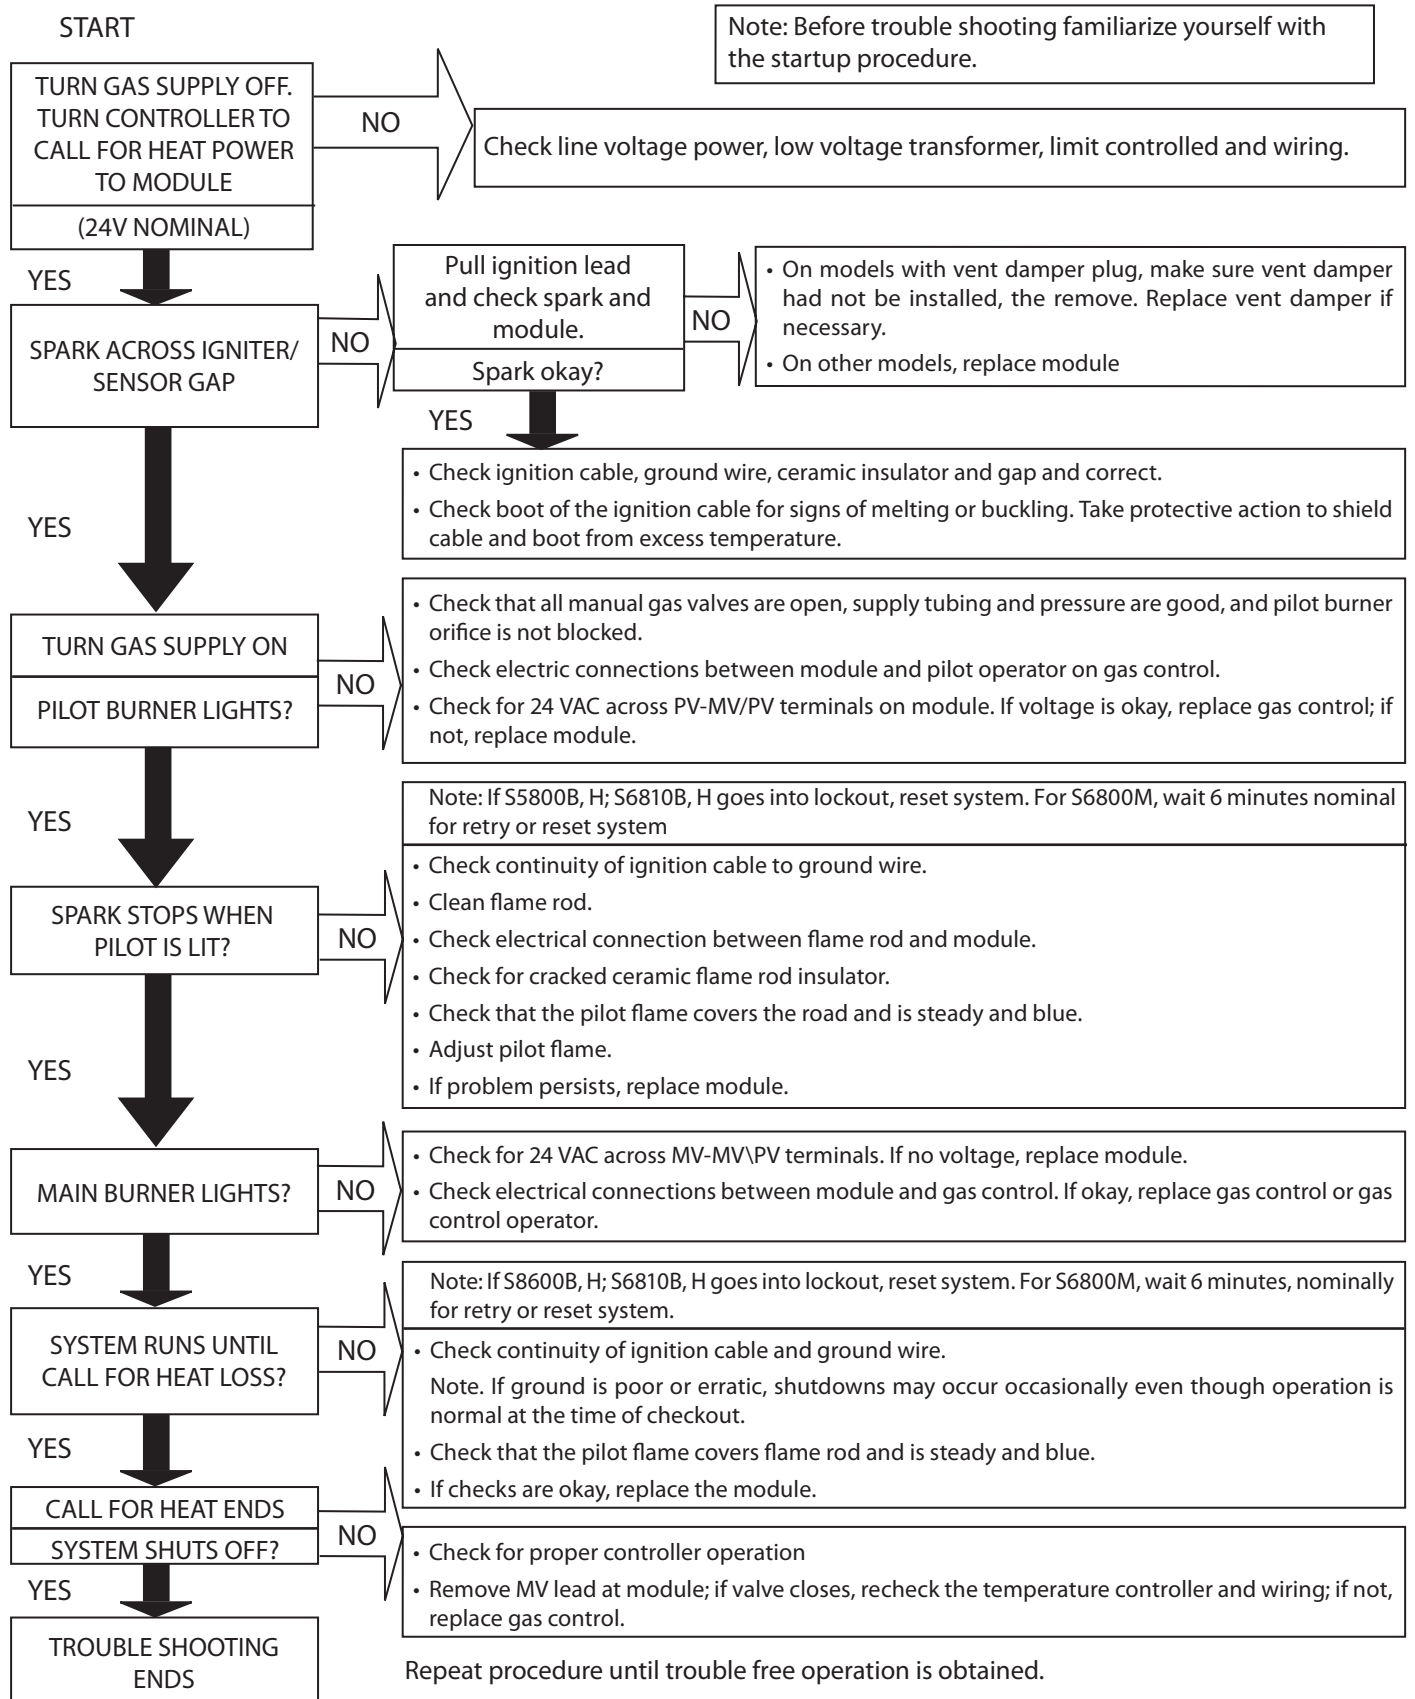 START
Note: Before trouble shooting familiarize yourself with
the startup procedure.
TURN GAS SUPPLY OFF.
TURN CONTROLLER TO
CALL FOR HEAT POWER
TO MODULE
(24V NOMINAL)
NO
Check line voltage power, low voltage transformer, limit controlled and wiring.
YES
SPARK ACROSS IGNITER/
SENSOR GAP
NO
Pull ignition lead
and check spark and
module.
Spark okay?
NO
• On models with vent damper plug, make sure vent damper
had not be installed, the remove. Replace vent damper if
necessary.
• On other models, replace module
YES
• Check ignition cable, ground wire, ceramic insulator and gap and correct.
• Check boot of the ignition cable for signs of melting or buckling. Take protective action to shield
cable and boot from excess temperature.
YES
TURN GAS SUPPLY ON
PILOT BURNER LIGHTS?
NO
• Check that all manual gas valves are open, supply tubing and pressure are good, and pilot burner
orifice is not blocked.
• Check electric connections between module and pilot operator on gas control.
• Check for 24 VAC across PV-MV/PV terminals on module. If voltage is okay, replace gas control; if
not, replace module.
YES
SPARK STOPS WHEN
PILOT IS LIT?
NO
Note: If S5800B, H; S6810B, H goes into lockout, reset system. For S6800M, wait 6 minutes nominal
for retry or reset system
• Check continuity of ignition cable to ground wire.
• Clean flame rod.
• Check electrical connection between flame rod and module.
• Check for cracked ceramic flame rod insulator.
• Check that the pilot flame covers the road and is steady and blue.
• Adjust pilot flame.
• If problem persists, replace module.
YES
MAIN BURNER LIGHTS?
NO
• Check for 24 VAC across MV-MV\PV terminals. If no voltage, replace module.
• Check electrical connections between module and gas control. If okay, replace gas control or gas
control operator.
YES
SYSTEM RUNS UNTIL
CALL FOR HEAT LOSS?
NO
Note: If S8600B, H; S6810B, H goes into lockout, reset system. For S6800M, wait 6 minutes, nominally
for retry or reset system.
• Check continuity of ignition cable and ground wire.
Note. If ground is poor or erratic, shutdowns may occur occasionally even though operation is
normal at the time of checkout.
• Check that the pilot flame covers flame rod and is steady and blue.
• If checks are okay, replace the module.
YES
CALL FOR HEAT ENDS
SYSTEM SHUTS OFF?
NO
• Check for proper controller operation
• Remove MV lead at module; if valve closes, recheck the temperature controller and wiring; if not,
replace gas control.
YES
TROUBLE SHOOTING
ENDS
Repeat procedure until trouble free operation is obtained.